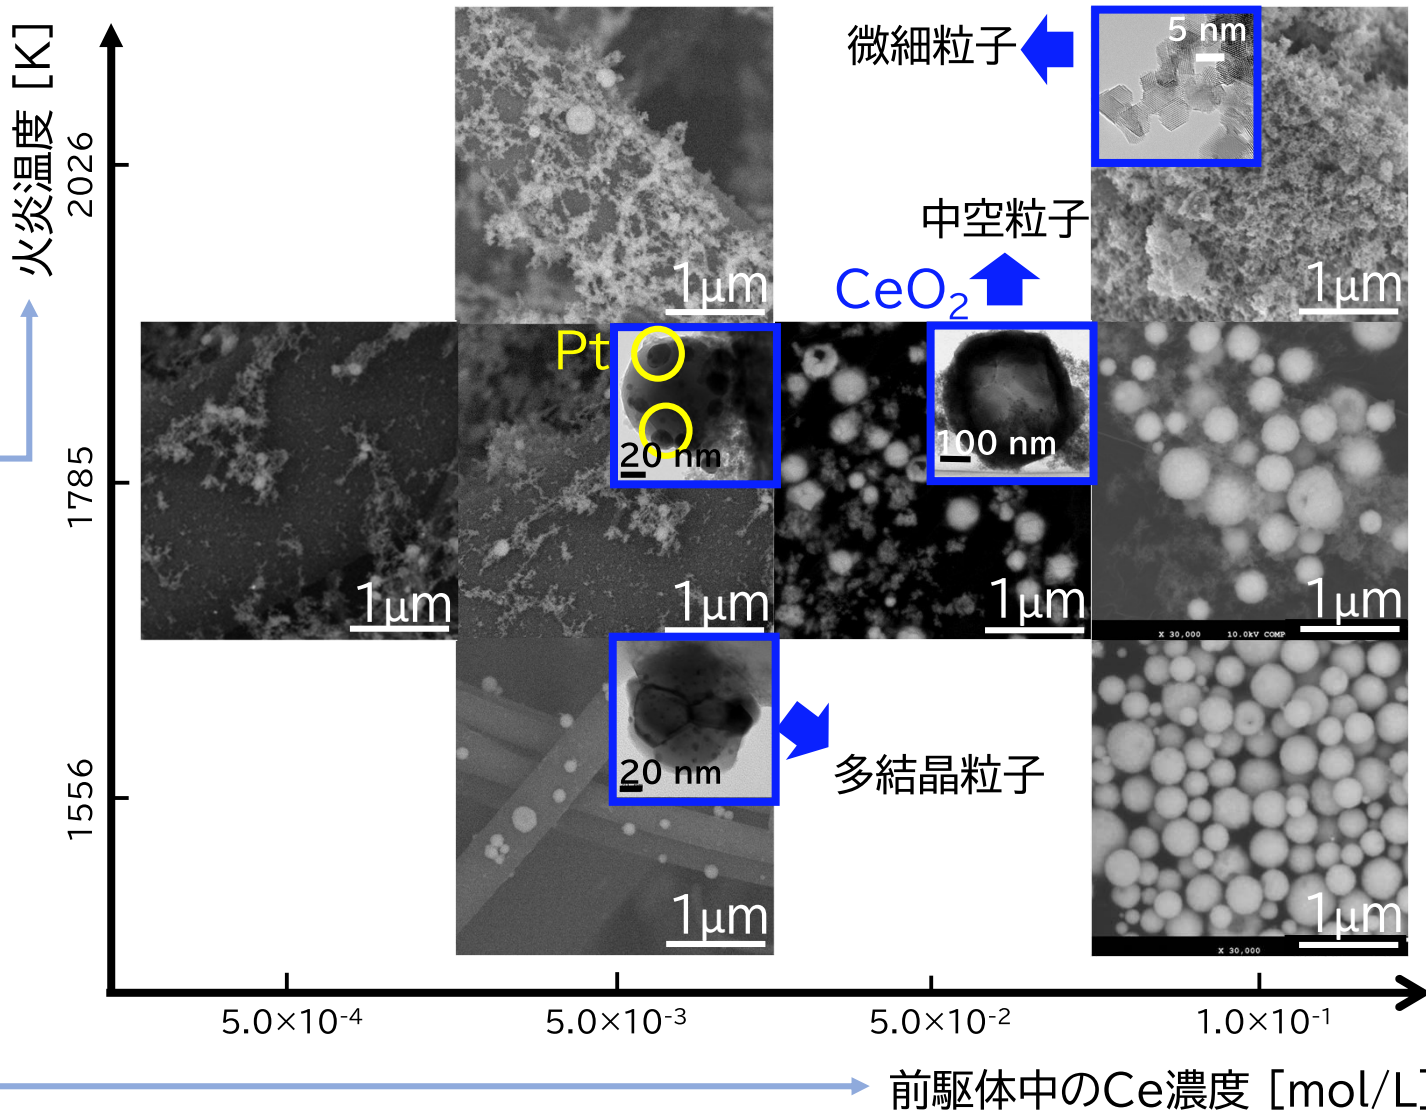 火炎温度 [K]
2026
1785
1556
微細粒子
5 nm
中空粒子
CeO₂
1μm
1μm
Pt
20 nm
100 nm
1μm
1μm
1μm
1μm
X 30,000 10.0kV COMP
20 nm
多結晶粒子
1μm
1μm
X 30,000
5.0×10⁻⁴
5.0×10⁻³
5.0×10⁻²
1.0×10⁻¹
前駆体中のCe濃度 [mol/L]